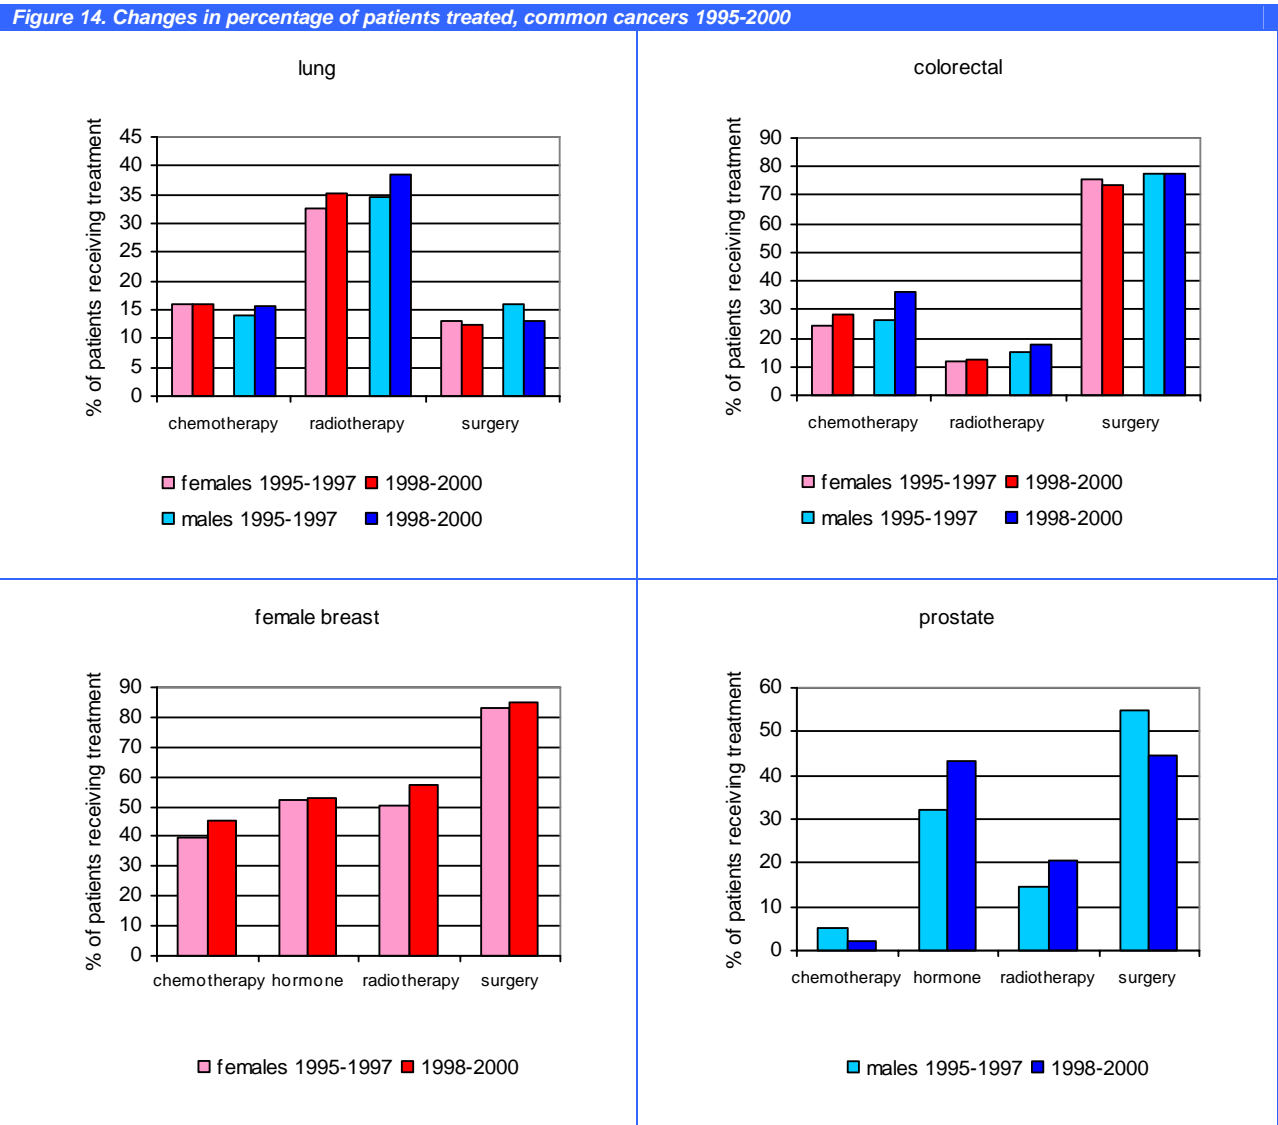 Figure 14. Changes in percentage of patients treated, common cancers 1995-2000
lung
% of patients receiving treatment
45
40
35
30
25
20
15
10
5
0
chemotherapy radiotherapy surgery
females 1995-1997 1998-2000
males 1995-1997 1998-2000
colorectal
% of patients receiving treatment
90
80
70
60
50
40
30
20
10
0
chemotherapy radiotherapy surgery
females 1995-1997 1998-2000
males 1995-1997 1998-2000
female breast
% of patients receiving treatment
90
80
70
60
50
40
30
20
10
0
chemotherapy hormone radiotherapy surgery
females 1995-1997 1998-2000
prostate
% of patients receiving treatment
60
50
40
30
20
10
0
chemotherapy hormone radiotherapy surgery
males 1995-1997 1998-2000